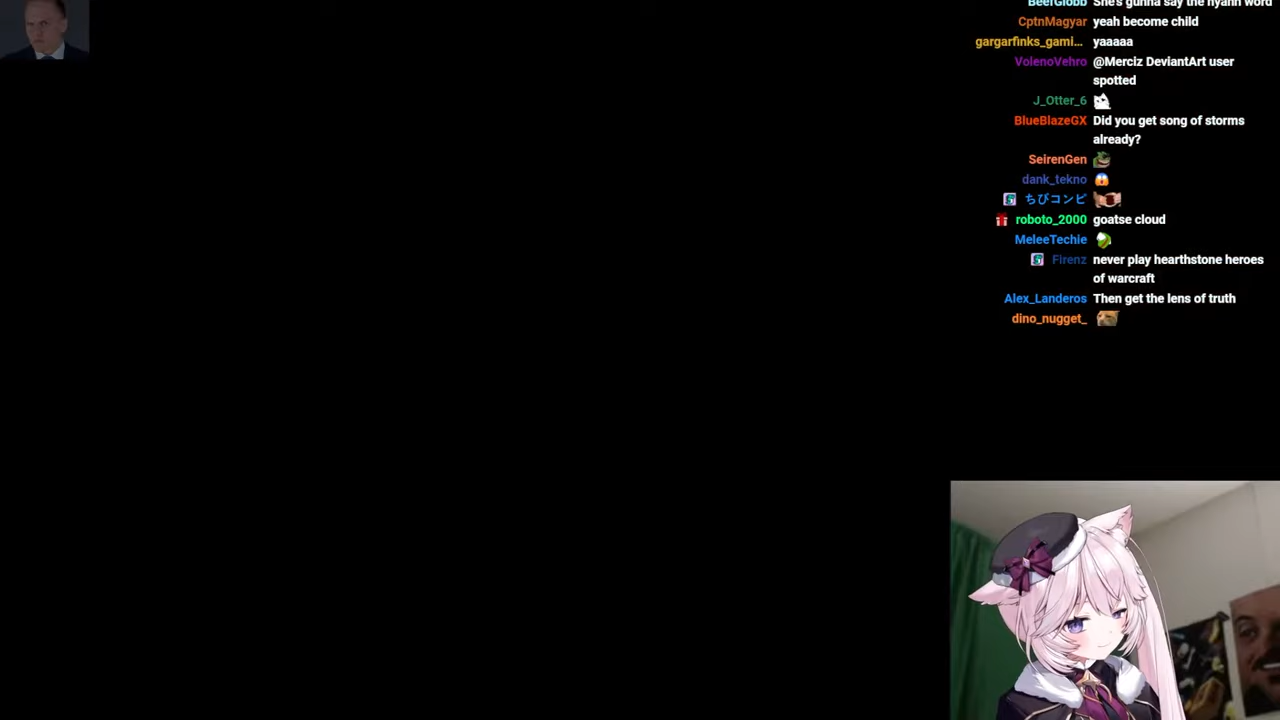 BeefGlobb She's gunna say the nyann word
CptnMagyar yeah become child
gargarfinks_gami... yaaaaa
VolenoVehro @Merciz DeviantArt user
spotted
J_Otter_6
BlueBlazeGX Did you get song of storms
already?
SeirenGen
dank_tekno
ちびコンピ
roboto_2000 goatse cloud
MeleeTechie
Firenz never play hearthstone heroes
of warcraft
Alex_Landeros Then get the lens of truth
dino_nugget_